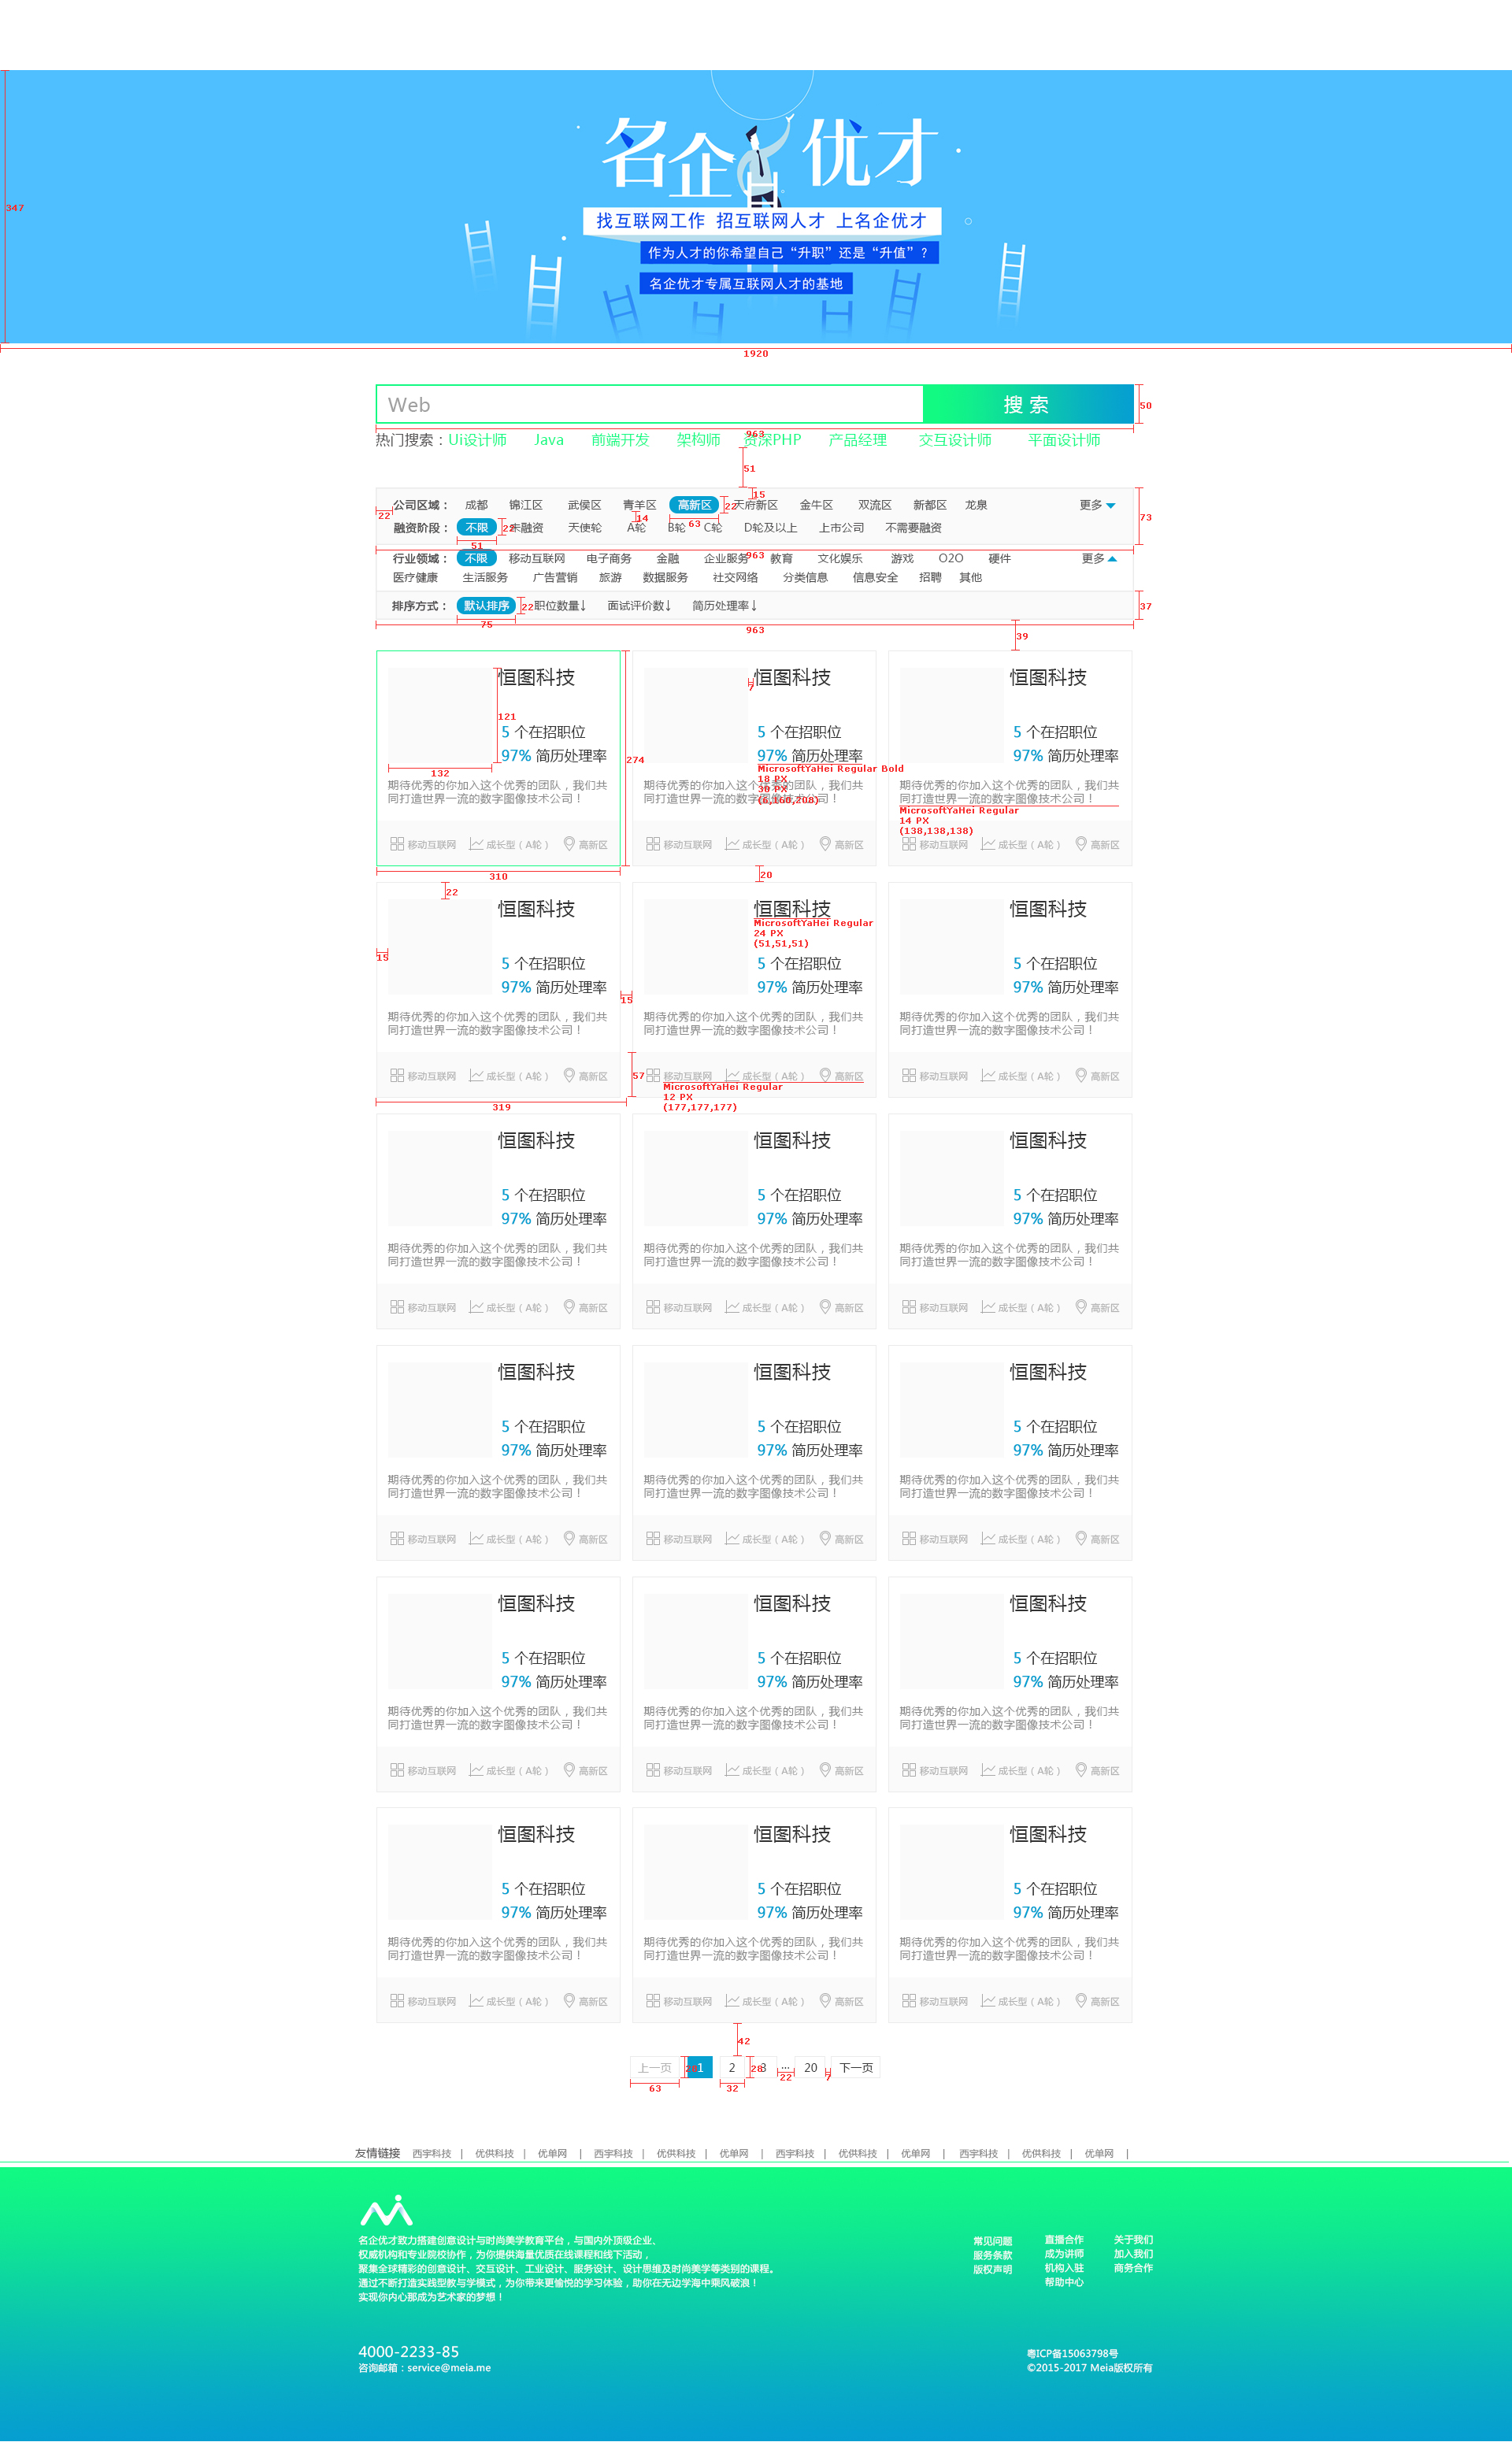 名企优才
347
找互联网工作 招互联网人才 上名企优才
作为人才的你希望自己“升职”还是“升值”?
名企优才专属互联网人才的基地
1920
Web 搜索 50
963
热门搜索：Ui设计师 Java 前端开发 架构师 资深PHP 产品经理 交互设计师 平面设计师
51
15
公司区域： 成都 锦江区 武侯区 青羊区 高新区 22 天府新区 金牛区 双流区 新都区 龙泉 更多
22 14 63 73
融资阶段： 不限 22 未融资 天使轮 A轮 B轮 C轮 D轮及以上 上市公司 不需要融资
51 963
行业领域： 不限 移动互联网 电子商务 金融 企业服务 教育 文化娱乐 游戏 O2O 硬件 更多
医疗健康 生活服务 广告营销 旅游 数据服务 社交网络 分类信息 信息安全 招聘 其他
排序方式： 默认排序 22 职位数量↓ 面试评价数↓ 简历处理率↓ 37
75 963 39
恒图科技 恒图科技 恒图科技
7
121
5 个在招职位 5 个在招职位 5 个在招职位
97% 简历处理率 97% 简历处理率 97% 简历处理率
274
132
MicrosoftYaHei Regular Bold
18 PX
30 PX
(6,160,208)
期待优秀的你加入这个优秀的团队，我们共 期待优秀的你加入这个优秀的团队，我们共 期待优秀的你加入这个优秀的团队，我们共
同打造世界一流的数字图像技术公司！ 同打造世界一流的数字图像技术公司！ 同打造世界一流的数字图像技术公司！
MicrosoftYaHei Regular
14 PX
(138,138,138)
移动互联网 成长型（A轮） 高新区 移动互联网 成长型（A轮） 高新区 移动互联网 成长型（A轮） 高新区
310 20
22
恒图科技 恒图科技 恒图科技
MicrosoftYaHei Regular
24 PX
(51,51,51)
15
5 个在招职位 5 个在招职位 5 个在招职位
97% 简历处理率 97% 简历处理率 97% 简历处理率
15
期待优秀的你加入这个优秀的团队，我们共 期待优秀的你加入这个优秀的团队，我们共 期待优秀的你加入这个优秀的团队，我们共
同打造世界一流的数字图像技术公司！ 同打造世界一流的数字图像技术公司！ 同打造世界一流的数字图像技术公司！
移动互联网 成长型（A轮） 高新区 57 移动互联网 成长型（A轮） 高新区 移动互联网 成长型（A轮） 高新区
MicrosoftYaHei Regular
12 PX
(177,177,177)
319
恒图科技 恒图科技 恒图科技
5 个在招职位 5 个在招职位 5 个在招职位
97% 简历处理率 97% 简历处理率 97% 简历处理率
期待优秀的你加入这个优秀的团队，我们共 期待优秀的你加入这个优秀的团队，我们共 期待优秀的你加入这个优秀的团队，我们共
同打造世界一流的数字图像技术公司！ 同打造世界一流的数字图像技术公司！ 同打造世界一流的数字图像技术公司！
移动互联网 成长型（A轮） 高新区 移动互联网 成长型（A轮） 高新区 移动互联网 成长型（A轮） 高新区
恒图科技 恒图科技 恒图科技
5 个在招职位 5 个在招职位 5 个在招职位
97% 简历处理率 97% 简历处理率 97% 简历处理率
期待优秀的你加入这个优秀的团队，我们共 期待优秀的你加入这个优秀的团队，我们共 期待优秀的你加入这个优秀的团队，我们共
同打造世界一流的数字图像技术公司！ 同打造世界一流的数字图像技术公司！ 同打造世界一流的数字图像技术公司！
移动互联网 成长型（A轮） 高新区 移动互联网 成长型（A轮） 高新区 移动互联网 成长型（A轮） 高新区
恒图科技 恒图科技 恒图科技
5 个在招职位 5 个在招职位 5 个在招职位
97% 简历处理率 97% 简历处理率 97% 简历处理率
期待优秀的你加入这个优秀的团队，我们共 期待优秀的你加入这个优秀的团队，我们共 期待优秀的你加入这个优秀的团队，我们共
同打造世界一流的数字图像技术公司！ 同打造世界一流的数字图像技术公司！ 同打造世界一流的数字图像技术公司！
移动互联网 成长型（A轮） 高新区 移动互联网 成长型（A轮） 高新区 移动互联网 成长型（A轮） 高新区
恒图科技 恒图科技 恒图科技
5 个在招职位 5 个在招职位 5 个在招职位
97% 简历处理率 97% 简历处理率 97% 简历处理率
期待优秀的你加入这个优秀的团队，我们共 期待优秀的你加入这个优秀的团队，我们共 期待优秀的你加入这个优秀的团队，我们共
同打造世界一流的数字图像技术公司！ 同打造世界一流的数字图像技术公司！ 同打造世界一流的数字图像技术公司！
移动互联网 成长型（A轮） 高新区 移动互联网 成长型（A轮） 高新区 移动互联网 成长型（A轮） 高新区
42
上一页 1 2 28 3 ... 20 下一页
63 32 22 7
友情链接 西宇科技 | 优供科技 | 优单网 | 西宇科技 | 优供科技 | 优单网 | 西宇科技 | 优供科技 | 优单网 | 西宇科技 | 优供科技 | 优单网 |
名企优才致力搭建创意设计与时尚美学教育平台，与国内外顶级企业、
权威机构和专业院校协作，为你提供海量优质在线课程和线下活动，
聚集全球精彩的创意设计、交互设计、工业设计、服务设计、设计思维及时尚美学等类别的课程。
通过不断打造实践型教与学模式，为你带来更愉悦的学习体验，助你在无边学海中乘风破浪！
实现你内心那成为艺术家的梦想！
常见问题 直播合作 关于我们
服务条款 成为讲师 加入我们
版权声明 机构入驻 商务合作
帮助中心
4000-2233-85
咨询邮箱：service@meia.me
粤ICP备15063798号
©2015-2017 Meia版权所有